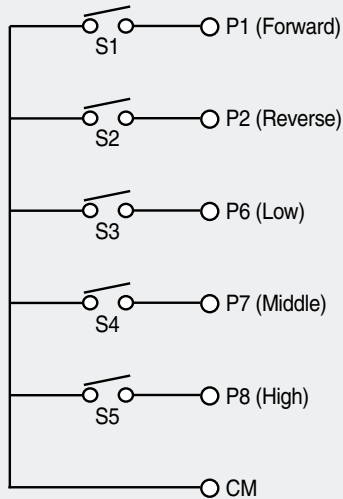 P1 (Forward)
S1
P2 (Reverse)
S2
P6 (Low)
S3
P7 (Middle)
S4
P8 (High)
S5
CM